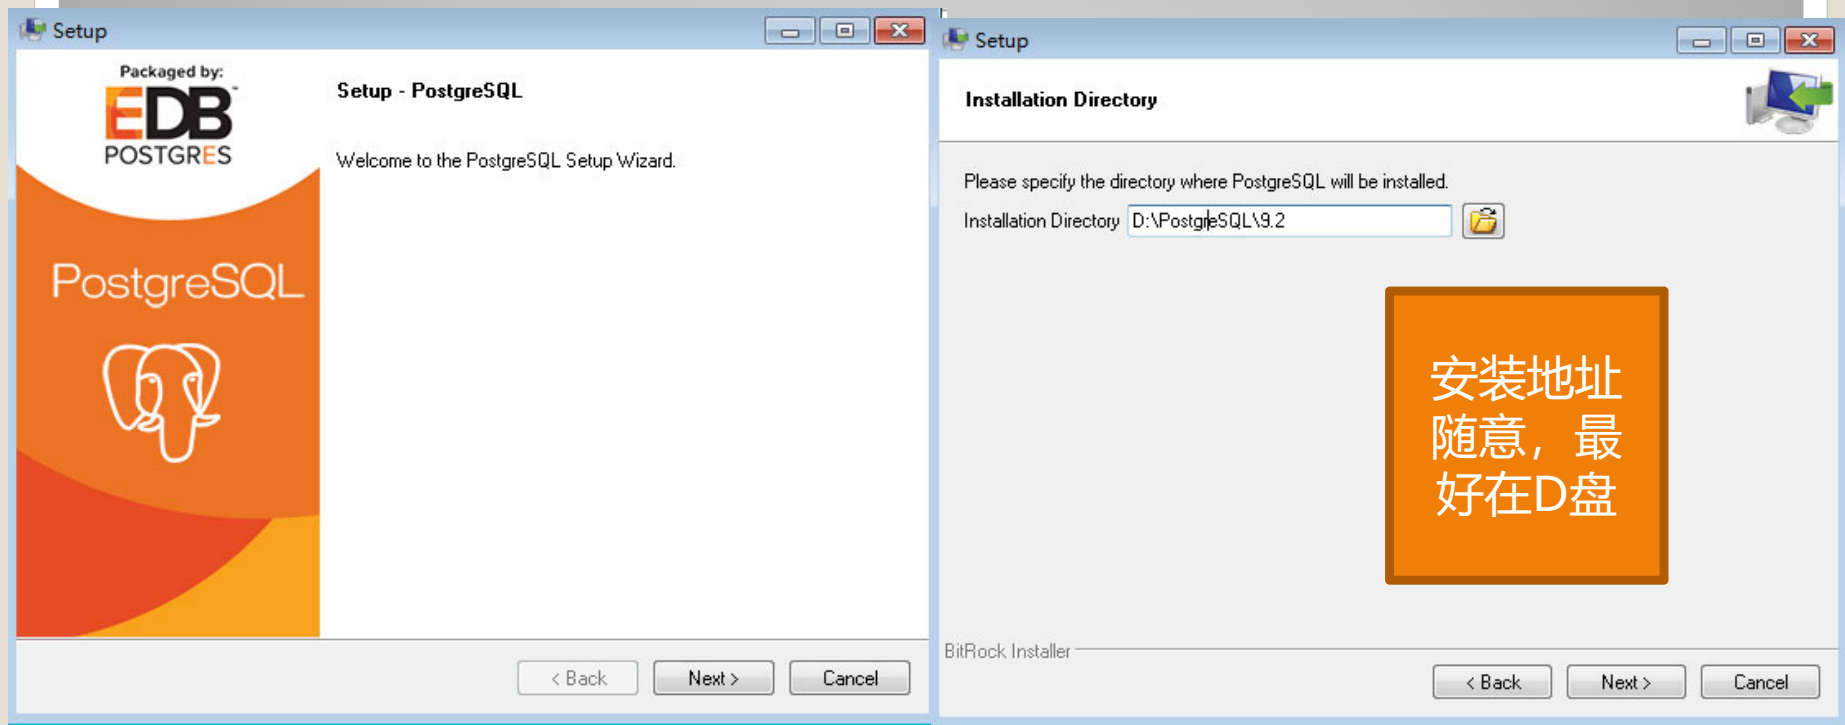 Setup
Packaged by:
EDB
POSTGRES
PostgreSQL
Setup - PostgreSQL
Welcome to the PostgreSQL Setup Wizard.
< Back
Next >
Cancel
Setup
Installation Directory
Please specify the directory where PostgreSQL will be installed.
Installation Directory D:\PostgreSQL\9.2
安装地址
随意，最
好在D盘
BitRock Installer
< Back
Next >
Cancel